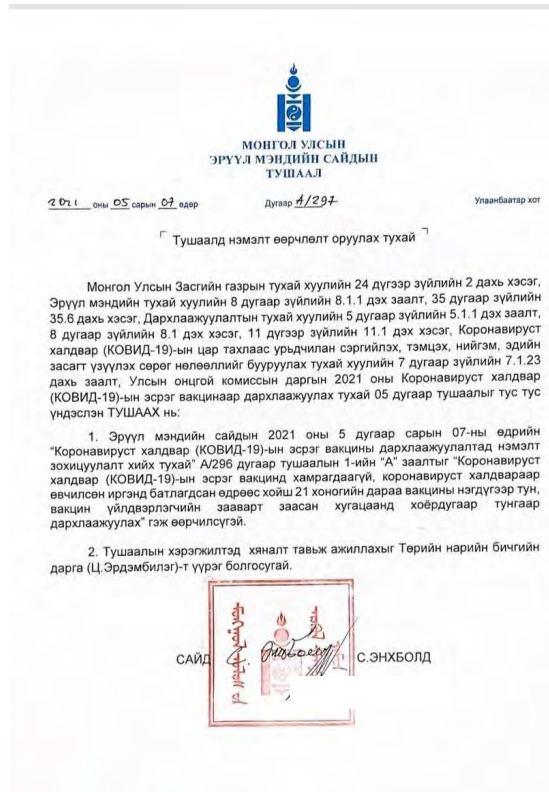 МОНГОЛ УЛСЫН
ЭРҮҮЛ МЭНДИЙН САЙДЫН
ТУШААЛ
2021 оны 05 сарын 07 өдөр Дугаар А/297 Улаанбаатар хот
Тушаалд нэмэлт өөрчлөлт оруулах тухай
Монгол Улсын Засгийн газрын тухай хуулийн 24 дүгээр зүйлийн 2 дахь хэсэг,
Эрүүл мэндийн тухай хуулийн 8 дугаар зүйлийн 8.1.1 дэх заалт, 35 дугаар зүйлийн
35.6 дахь хэсэг, Дархлаажуулалтын тухай хуулийн 5 дугаар зүйлийн 5.1.1 дэх заалт,
8 дугаар зүйлийн 8.1 дэх хэсэг, 11 дүгээр зүйлийн 11.1 дэх хэсэг, Коронавируст
халдвар (КОВИД-19)-ын цар тахлаас урьдчилан сэргийлэх, тэмцэх, нийгэм, эдийн
засагт үзүүлэх сөрөг нөлөөллийг бууруулах тухай хуулийн 7 дугаар зүйлийн 7.1.23
дахь заалт, Улсын онцгой комиссын даргын 2021 оны Коронавируст халдвар
(КОВИД-19)-ын эсрэг вакцинаар дархлаажуулах тухай 05 дугаар тушаалыг тус тус
үндэслэн ТУШААХ нь:
1. Эрүүл мэндийн сайдын 2021 оны 5 дугаар сарын 07-ны өдрийн
“Коронавируст халдвар (КОВИД-19)-ын эсрэг вакцины дархлаажуулалтад нэмэлт
зохицуулалт хийх тухай” А/296 дугаар тушаалын 1-ийн “А” заалтыг “Коронавируст
халдвар (КОВИД-19)-ын эсрэг вакцинд хамрагдаагүй, коронавируст халдвараар
өвчилсөн иргэнд батлагдсан өдрөөс хойш 21 хоногийн дараа вакцины нэгдүгээр тун,
вакцин үйлдвэрлэгчийн зааварт заасан хугацаанд хоёрдугаар тунгаар
дархлаажуулах” гэж өөрчилсүгэй.
2. Тушаалын хэрэгжилтэд хяналт тавьж ажиллахыг Төрийн нарийн бичгийн
дарга (Ц.Эрдэмбилэг)-т үүрэг болгосугай.
САЙД С.ЭНХБОЛД